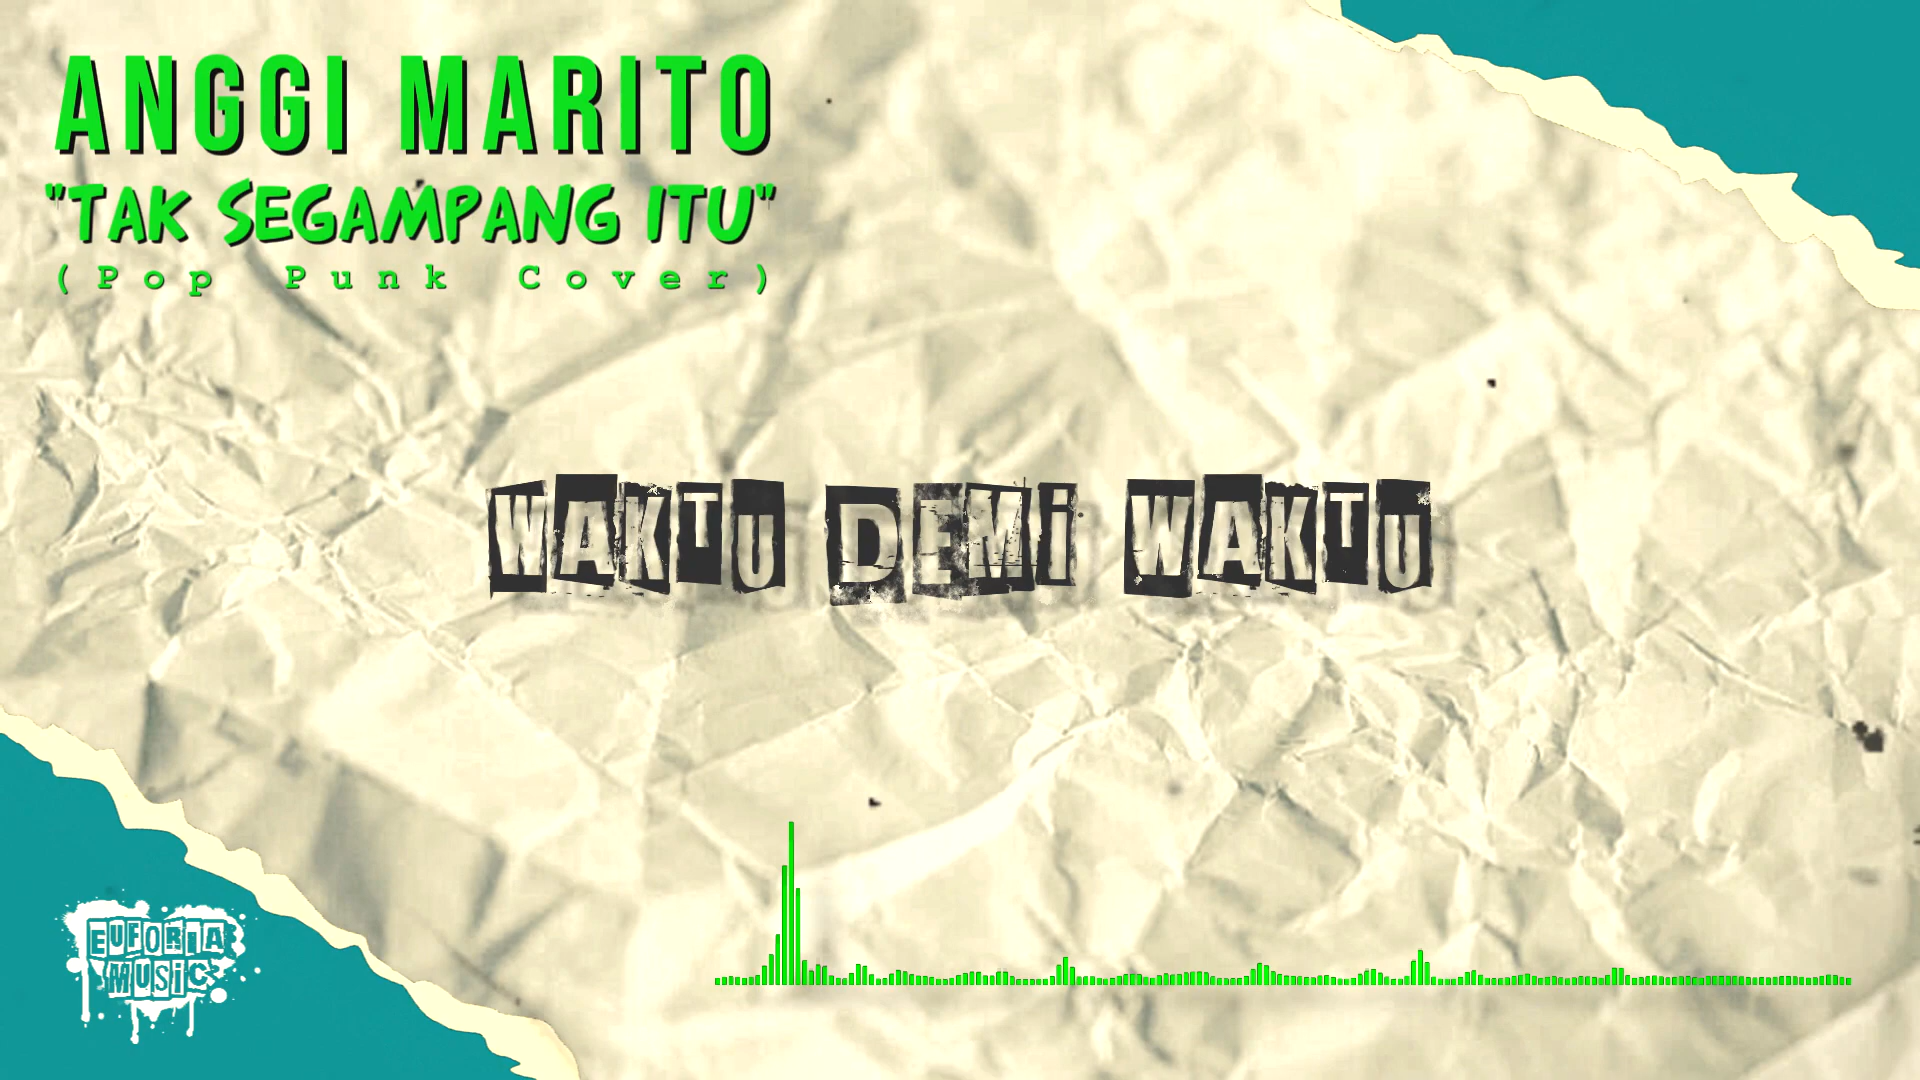 ANGGI MARITO
"TAK SEGAMPANG ITU"
(Pop Punk Cover)
WAKTU DEMi WAKTU
EUFORIA
MUSiC